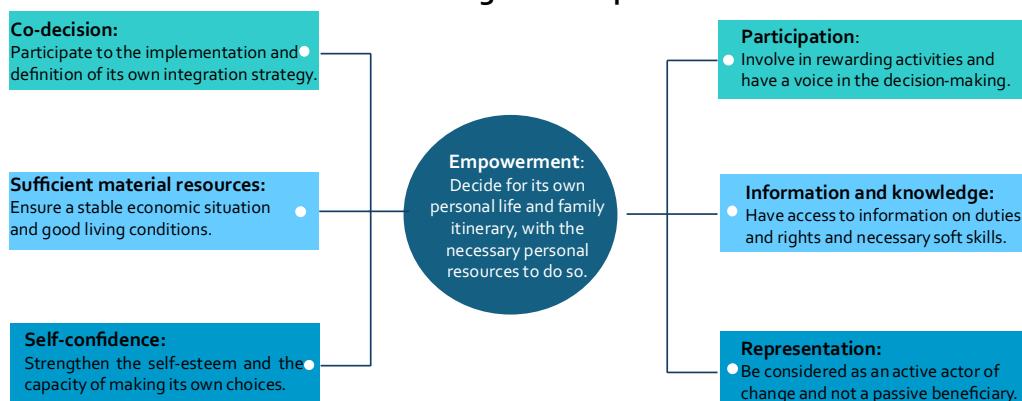 Co-decision:
Participate to the implementation and
definition of its own integration strategy.
Sufficient material resources:
Ensure a stable economic situation
and good living conditions.
Self-confidence:
Strengthen the self-esteem and the
capacity of making its own choices.
Empowerment:
Decide for its own
personal life and family
itinerary, with the
necessary personal
resources to do so.
Participation:
Involve in rewarding activities and
have a voice in the decision-making.
Information and knowledge:
Have access to information on duties
and rights and necessary soft skills.
Representation:
Be considered as an active actor of
change and not a passive beneficiary.